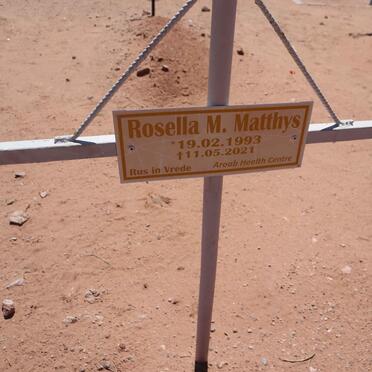 Rosella M. Matthys
*19.02.1993
†11.05.2021
Rus in Vrede Aroab Health Centre